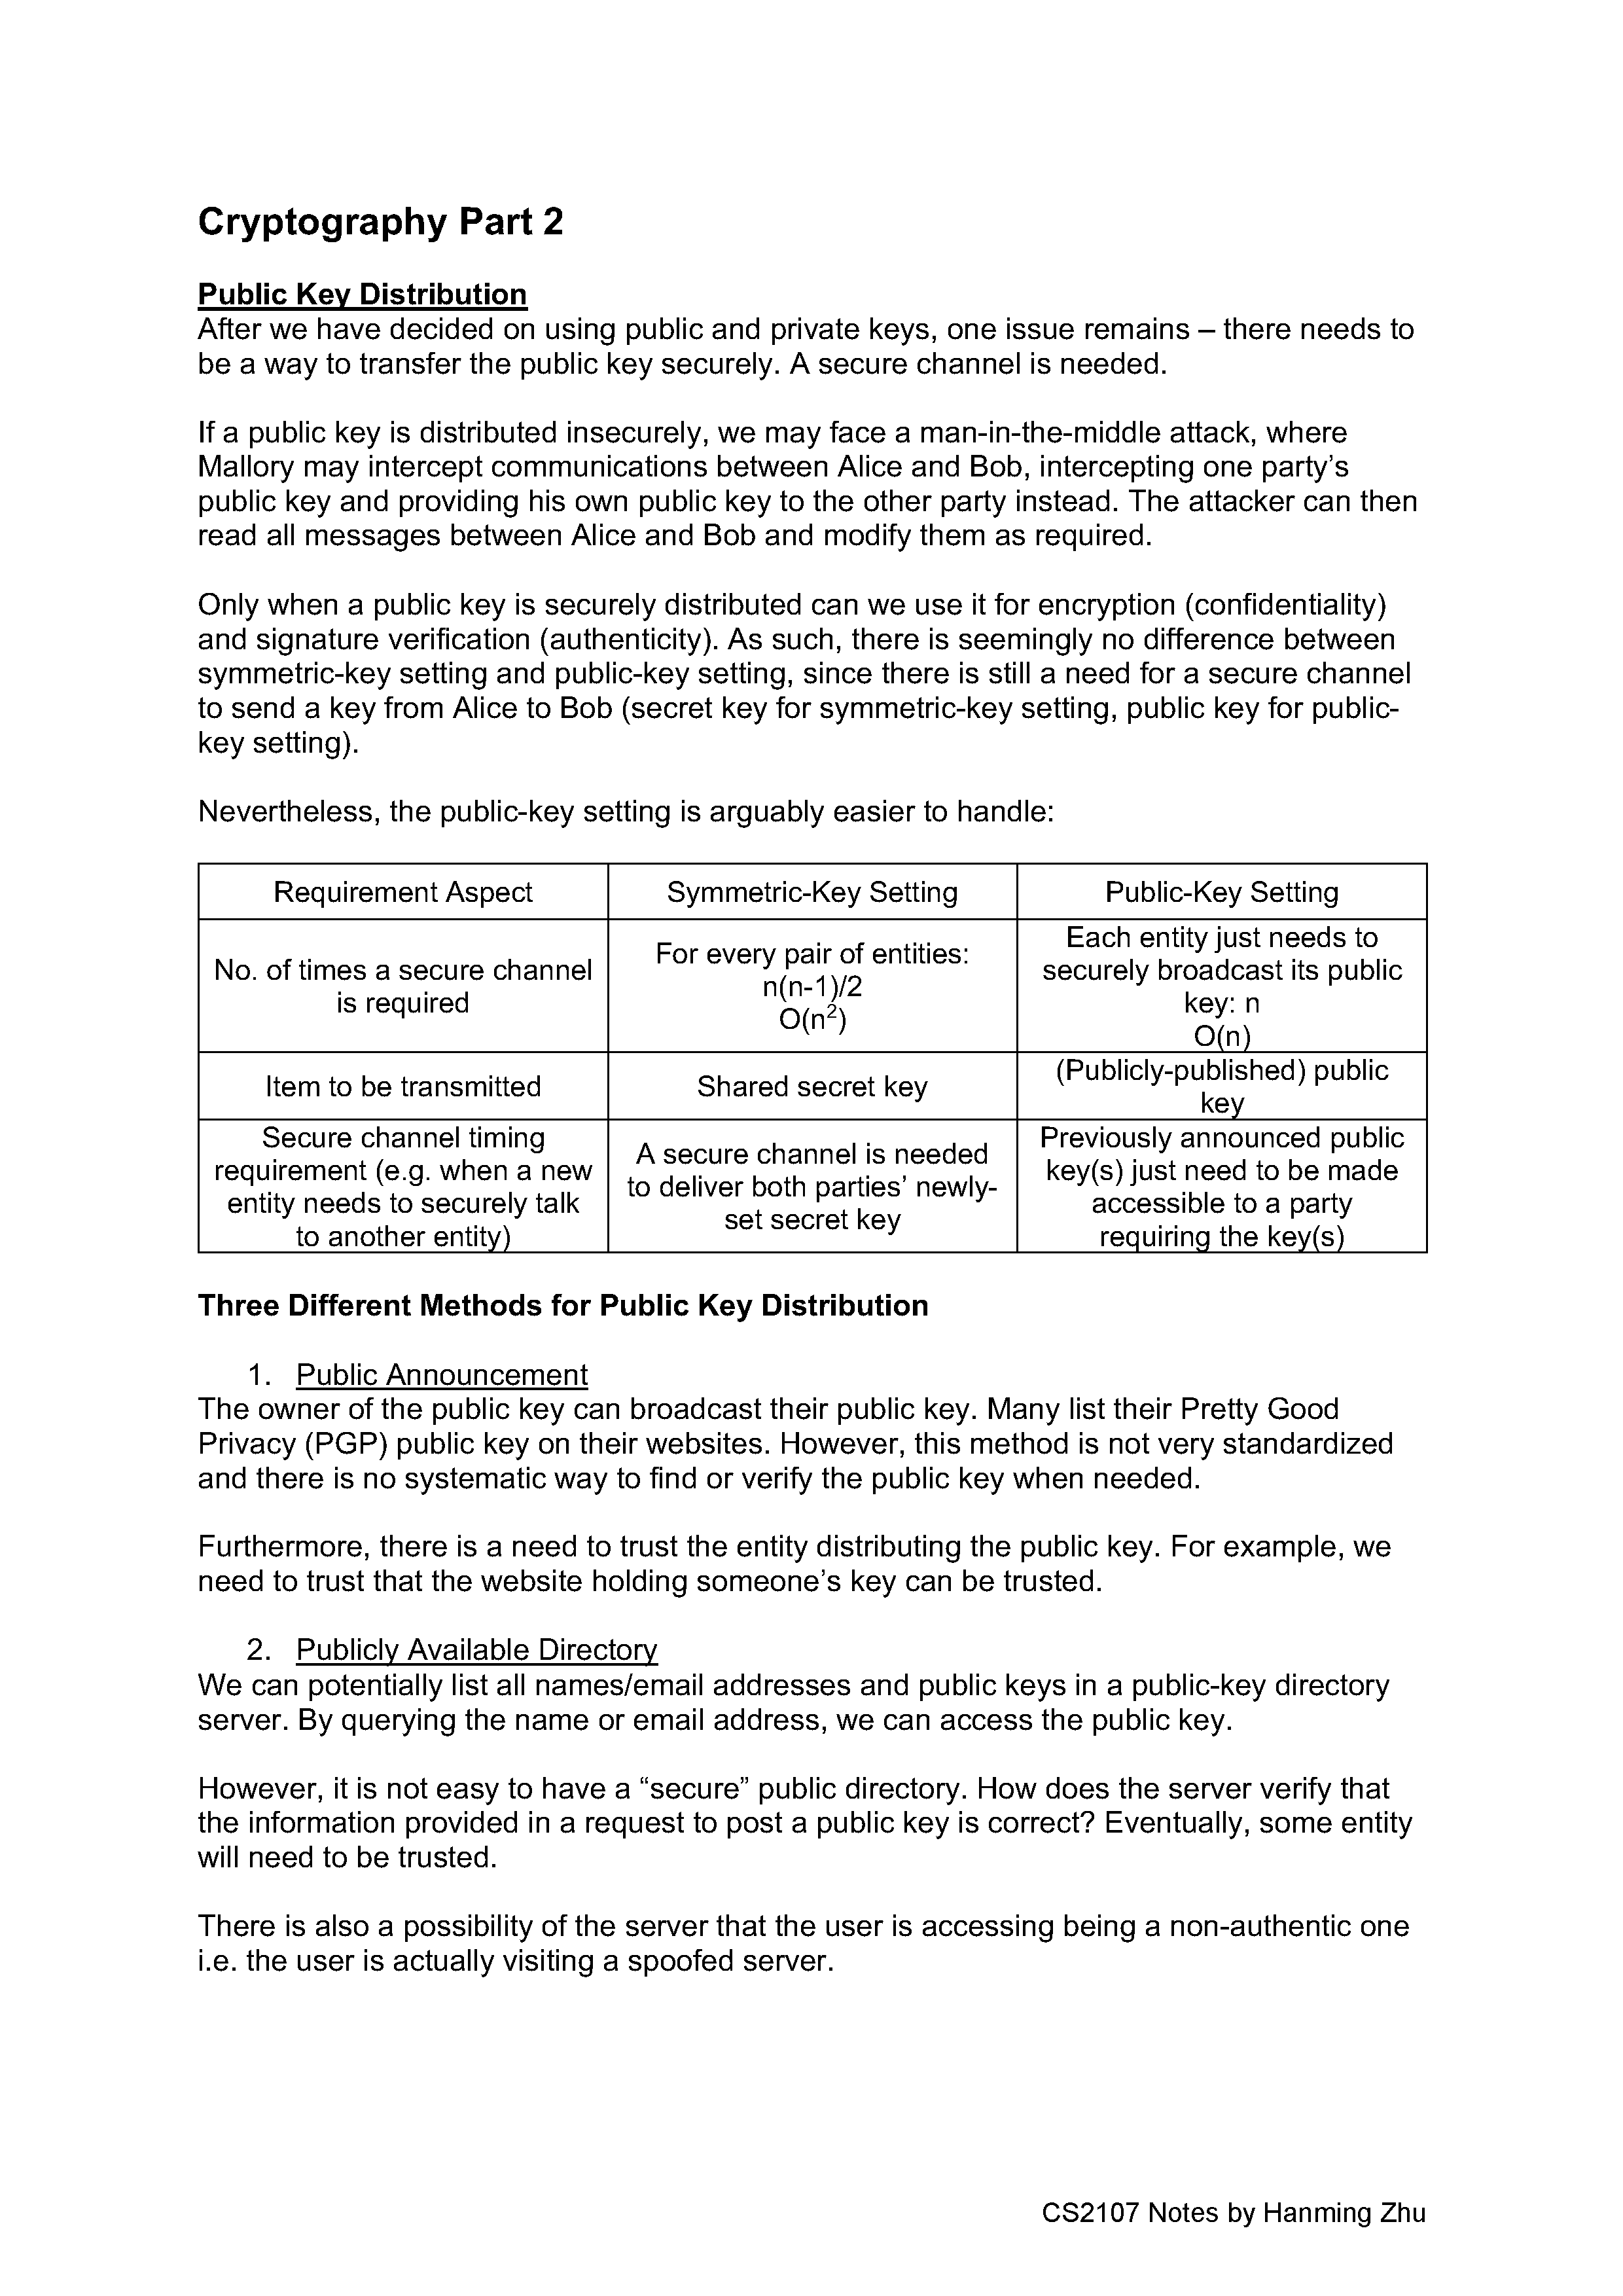 Cryptography Part 2
Public Key Distribution
After we have decided on using public and private keys, one issue remains – there needs to
be a way to transfer the public key securely. A secure channel is needed.
If a public key is distributed insecurely, we may face a man-in-the-middle attack, where
Mallory may intercept communications between Alice and Bob, intercepting one party’s
public key and providing his own public key to the other party instead. The attacker can then
read all messages between Alice and Bob and modify them as required.
Only when a public key is securely distributed can we use it for encryption (confidentiality)
and signature verification (authenticity). As such, there is seemingly no difference between
symmetric-key setting and public-key setting, since there is still a need for a secure channel
to send a key from Alice to Bob (secret key for symmetric-key setting, public key for public-
key setting).
Nevertheless, the public-key setting is arguably easier to handle:
Requirement Aspect
Symmetric-Key Setting
Public-Key Setting
No. of times a secure channel
is required
For every pair of entities:
n(n-1)/2
O(n²)
Each entity just needs to
securely broadcast its public
key: n
O(n)
Item to be transmitted
Shared secret key
(Publicly-published) public
key
Secure channel timing
requirement (e.g. when a new
entity needs to securely talk
to another entity)
A secure channel is needed
to deliver both parties’ newly-
set secret key
Previously announced public
key(s) just need to be made
accessible to a party
requiring the key(s)
Three Different Methods for Public Key Distribution
1. Public Announcement
The owner of the public key can broadcast their public key. Many list their Pretty Good
Privacy (PGP) public key on their websites. However, this method is not very standardized
and there is no systematic way to find or verify the public key when needed.
Furthermore, there is a need to trust the entity distributing the public key. For example, we
need to trust that the website holding someone’s key can be trusted.
2. Publicly Available Directory
We can potentially list all names/email addresses and public keys in a public-key directory
server. By querying the name or email address, we can access the public key.
However, it is not easy to have a “secure” public directory. How does the server verify that
the information provided in a request to post a public key is correct? Eventually, some entity
will need to be trusted.
There is also a possibility of the server that the user is accessing being a non-authentic one
i.e. the user is actually visiting a spoofed server.
CS2107 Notes by Hanming Zhu